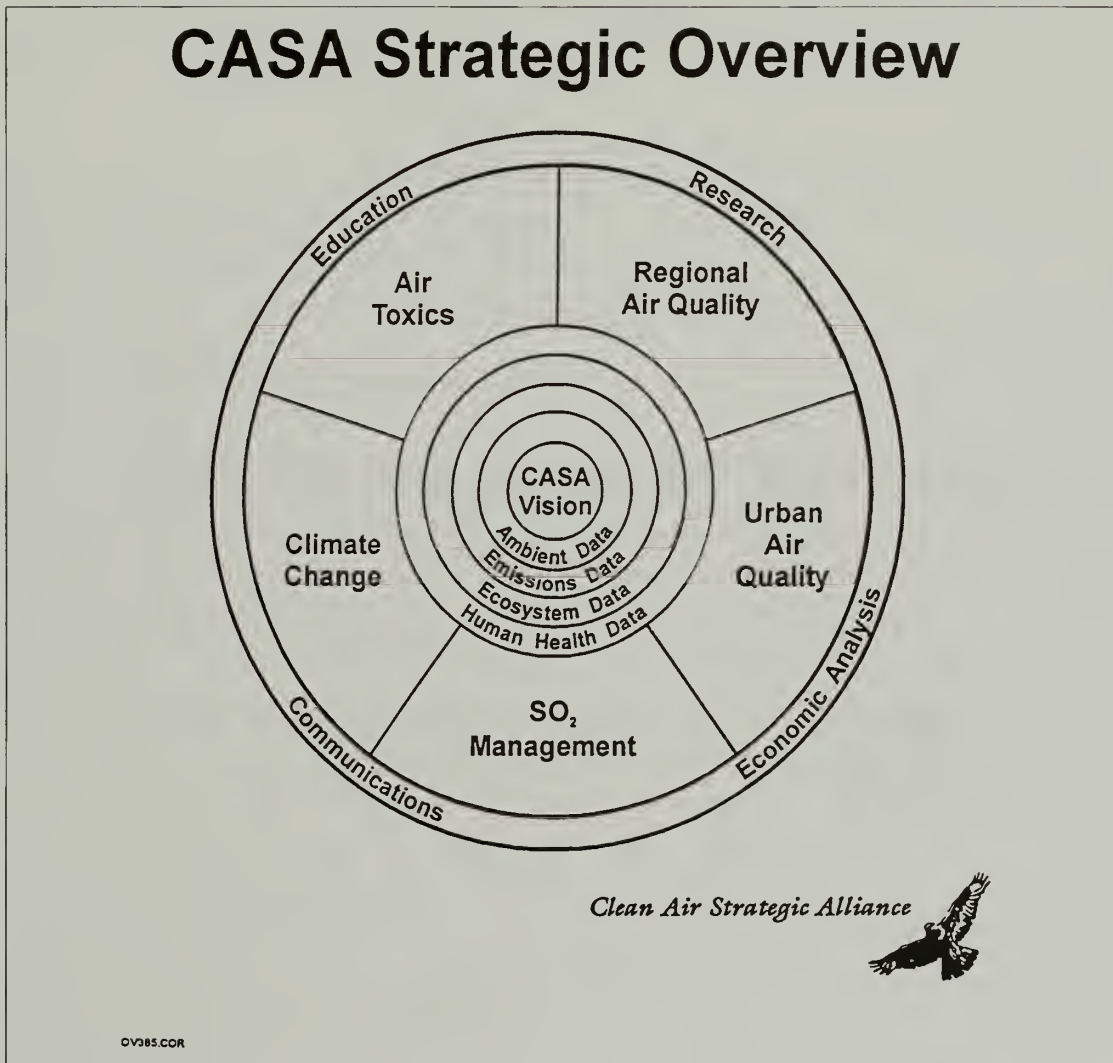 CASA Strategic Overview
Education
Research
Air
Toxics
Regional
Air Quality
CASA
Vision
Ambient Data
Emissions Data
Ecosystem Data
Human Health Data
Climate
Change
Urban
Air
Quality
SO₂
Management
Communications
Economic Analysis
Clean Air Strategic Alliance
OV385.COR